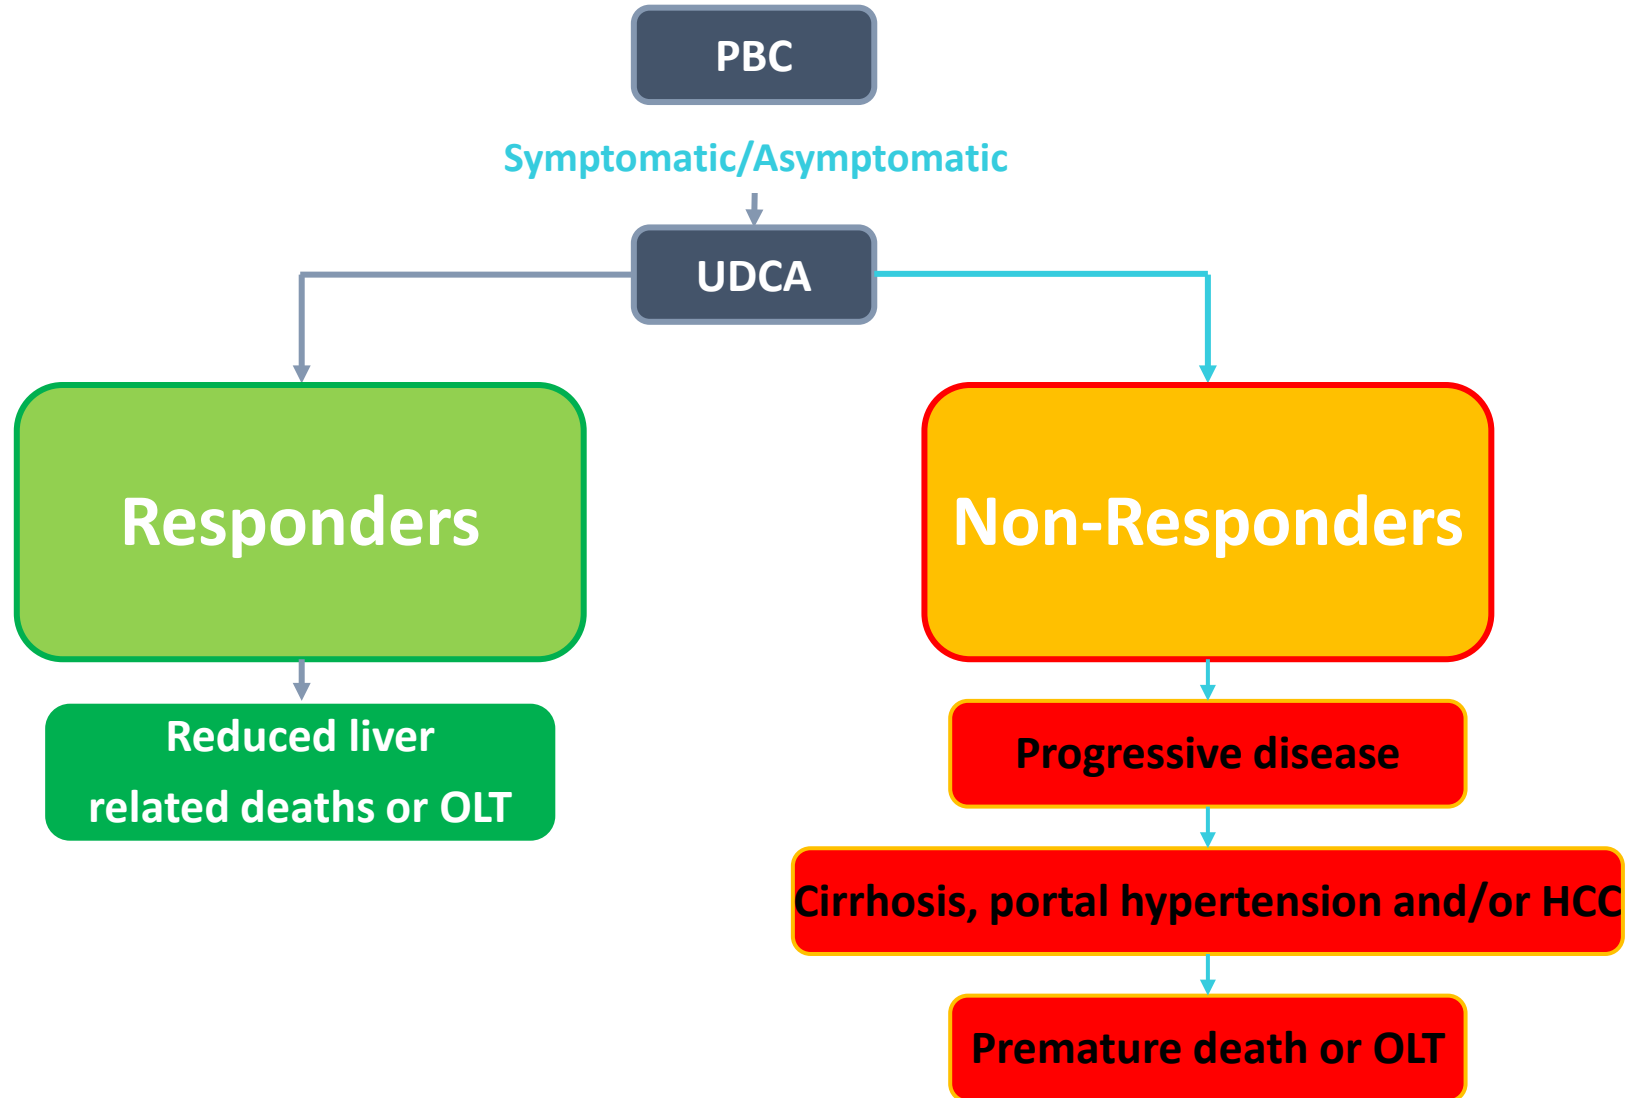 PBC
Symptomatic/Asymptomatic
UDCA
Responders
Non-Responders
Reduced liver
related deaths or OLT
Progressive disease
Cirrhosis, portal hypertension and/or HCC
Premature death or OLT